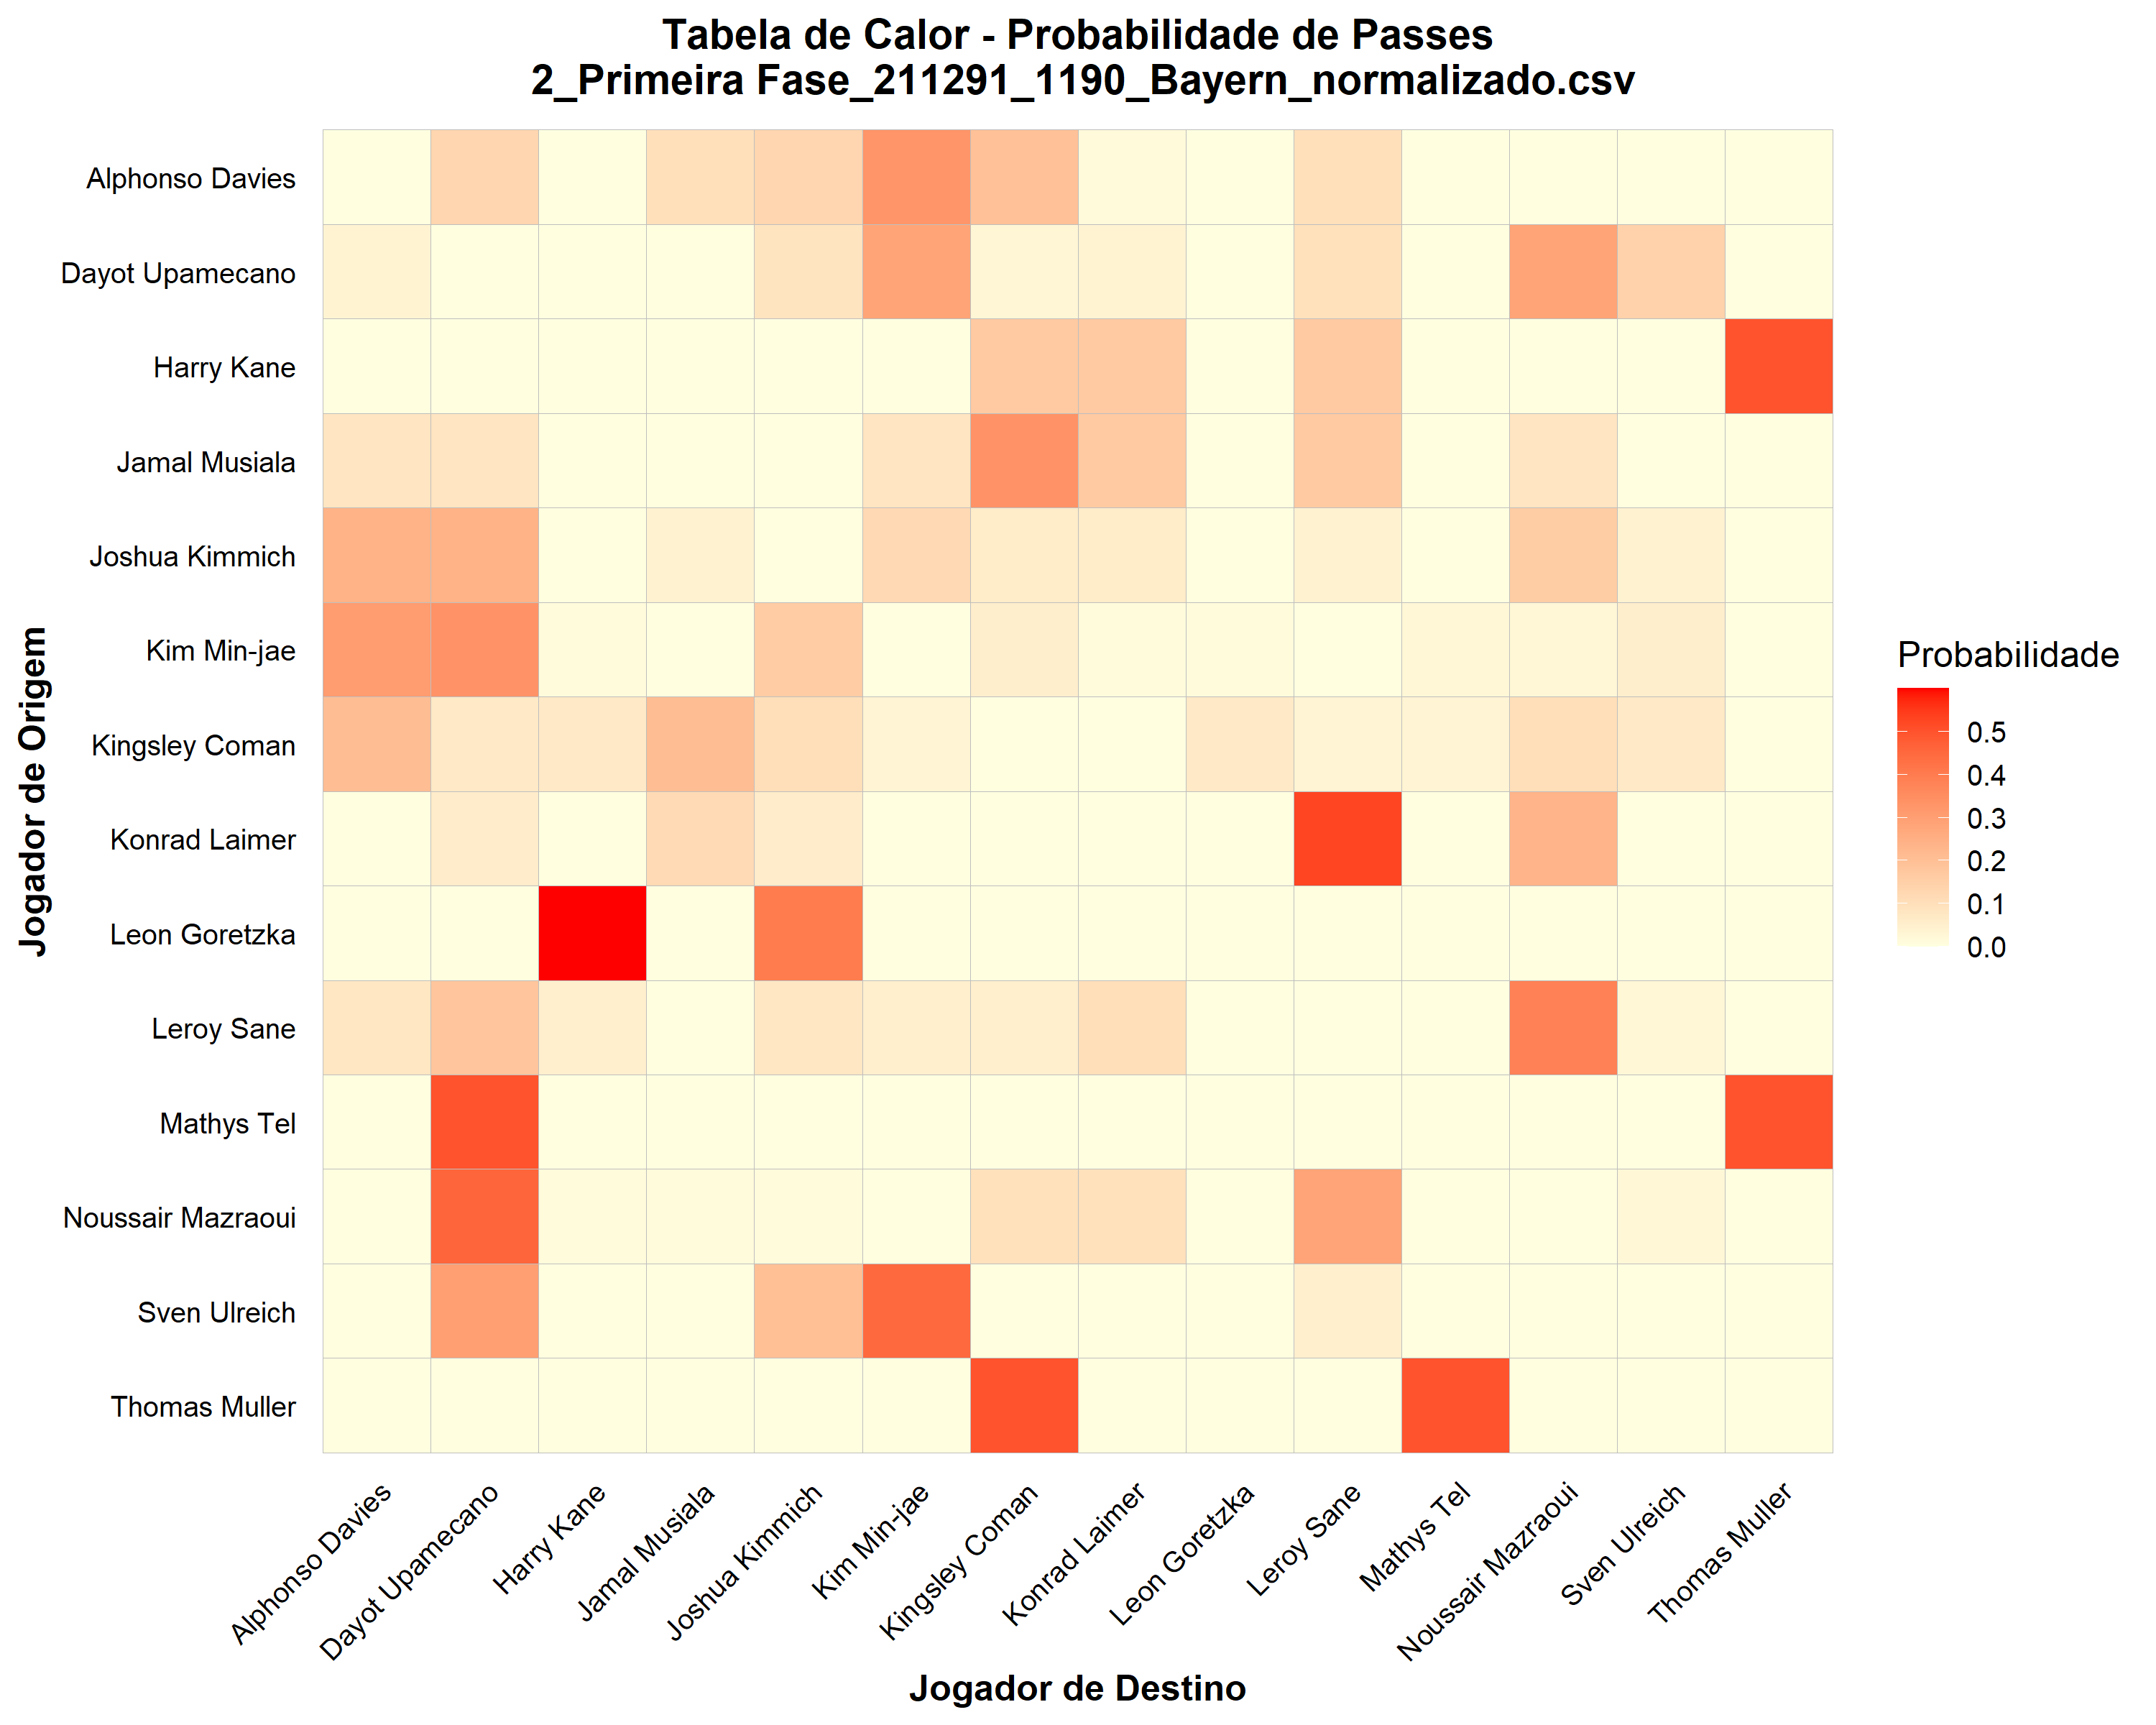 Tabela de Calor - Probabilidade de Passes
2_Primeira Fase_211291_1190_Bayern_normalizado.csv
Jogador de Origem
Alphonso Davies
Dayot Upamecano
Harry Kane
Jamal Musiala
Joshua Kimmich
Kim Min-jae
Kingsley Coman
Konrad Laimer
Leon Goretzka
Leroy Sane
Mathys Tel
Noussair Mazraoui
Sven Ulreich
Thomas Muller
Alphonso Davies
Dayot Upamecano
Harry Kane
Jamal Musiala
Joshua Kimmich
Kim Min-jae
Kingsley Coman
Konrad Laimer
Leon Goretzka
Leroy Sane
Mathys Tel
Noussair Mazraoui
Sven Ulreich
Thomas Muller
Jogador de Destino
Probabilidade
0.5
0.4
0.3
0.2
0.1
0.0